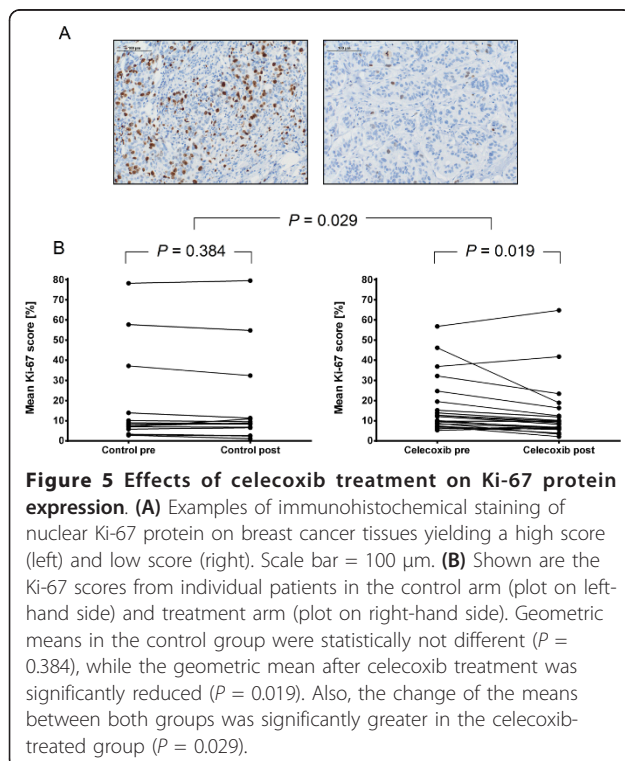 A
P = 0.029
B
P = 0.384
P = 0.019
80
70
60
50
40
30
20
10
0
Mean Ki-67 score [%]
Control pre
Control post
80
70
60
50
40
30
20
10
0
Mean Ki-67 score [%]
Celecoxib pre
Celecoxib post
Figure 5 Effects of celecoxib treatment on Ki-67 protein
expression. (A) Examples of immunohistochemical staining of
nuclear Ki-67 protein on breast cancer tissues yielding a high score
(left) and low score (right). Scale bar = 100 μm. (B) Shown are the
Ki-67 scores from individual patients in the control arm (plot on left-
hand side) and treatment arm (plot on right-hand side). Geometric
means in the control group were statistically not different (P =
0.384), while the geometric mean after celecoxib treatment was
significantly reduced (P = 0.019). Also, the change of the means
between both groups was significantly greater in the celecoxib-
treated group (P = 0.029).